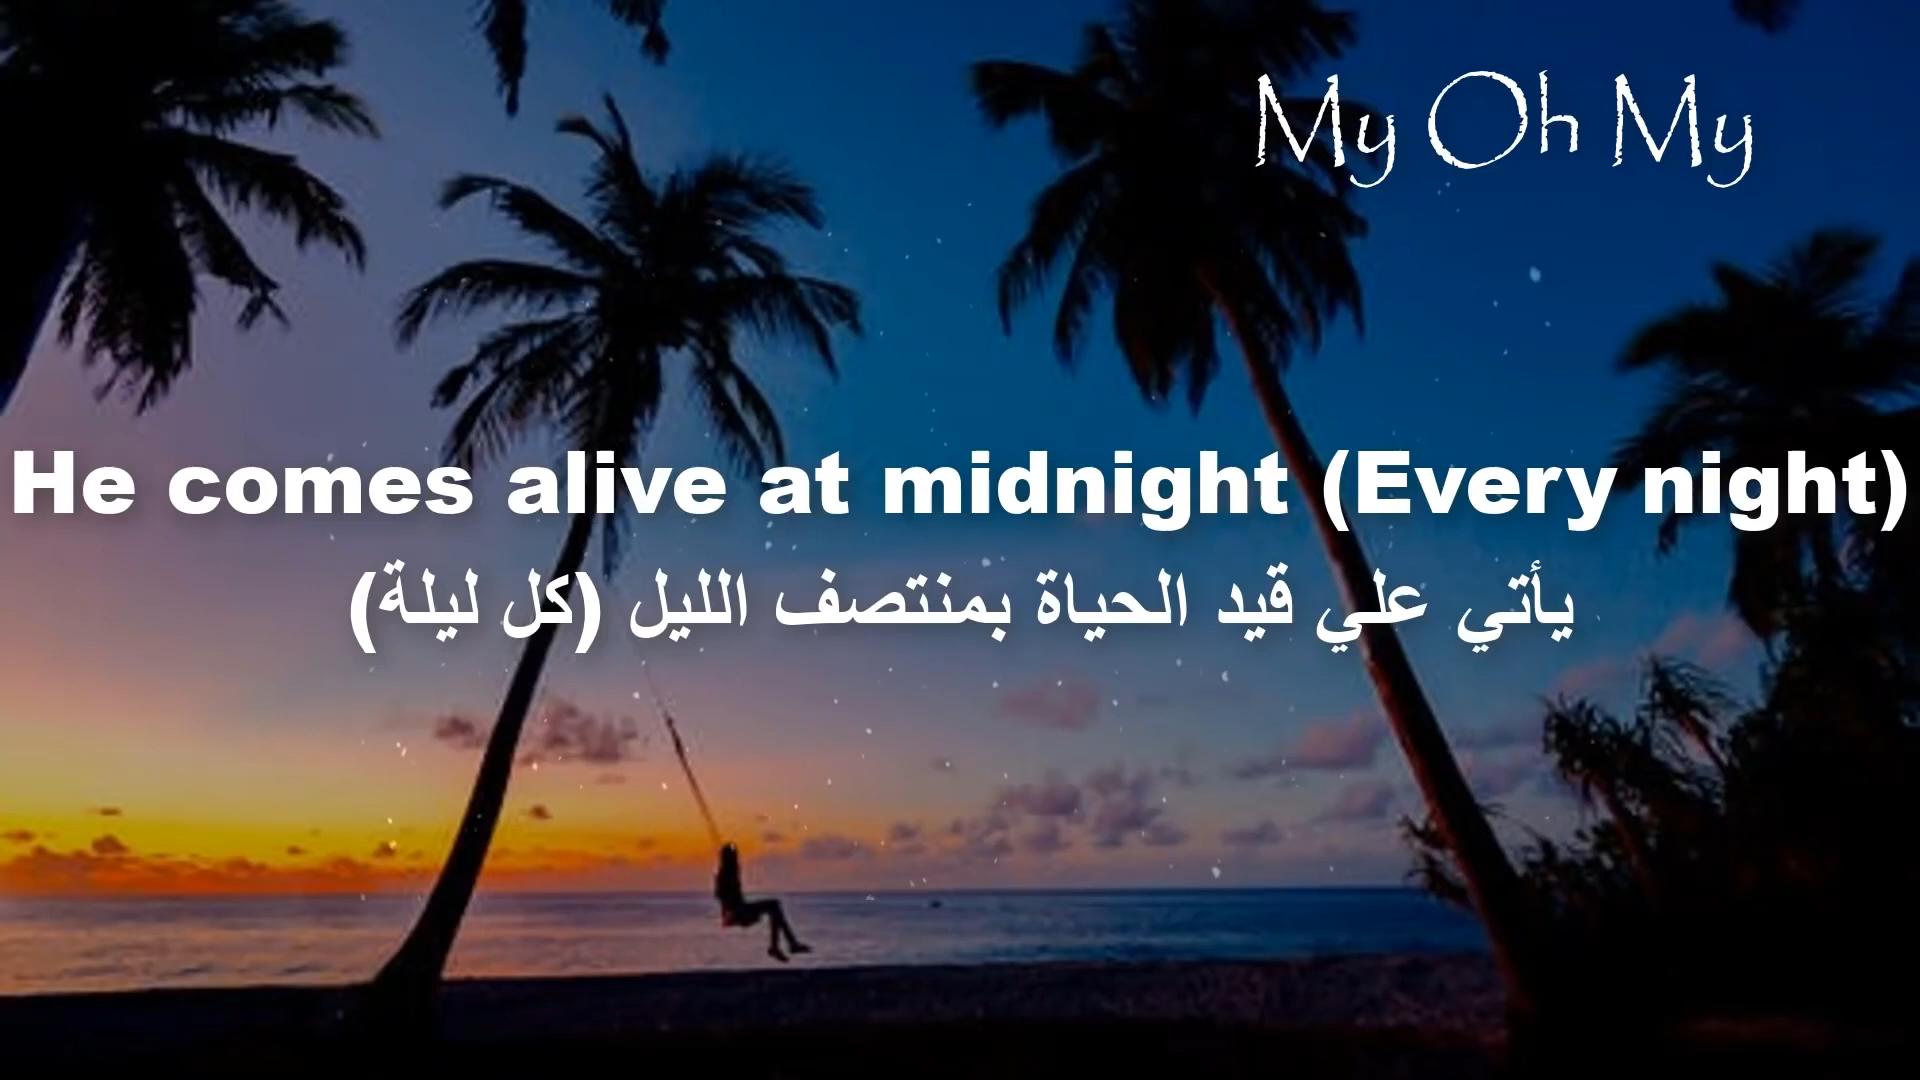 My Oh My
He comes alive at midnight (Every night)
يأتي علي قيد الحياة بمنتصف الليل (كل ليلة)